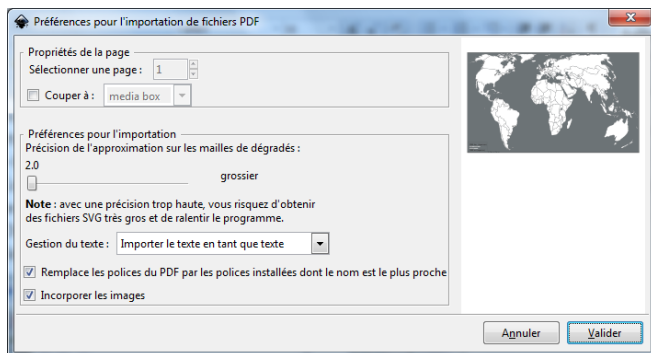 Préférences pour l'importation de fichiers PDF
Propriétés de la page
Sélectionner une page : 1
Couper à : media box
Préférences pour l'importation
Précision de l'approximation sur les mailles de dégradés :
2.0
grossier
Note : avec une précision trop haute, vous risquez d'obtenir
des fichiers SVG très gros et de ralentir le programme.
Gestion du texte : Importer le texte en tant que texte
Remplace les polices du PDF par les polices installées dont le nom est le plus proche
Incorporer les images
Annuler Valider